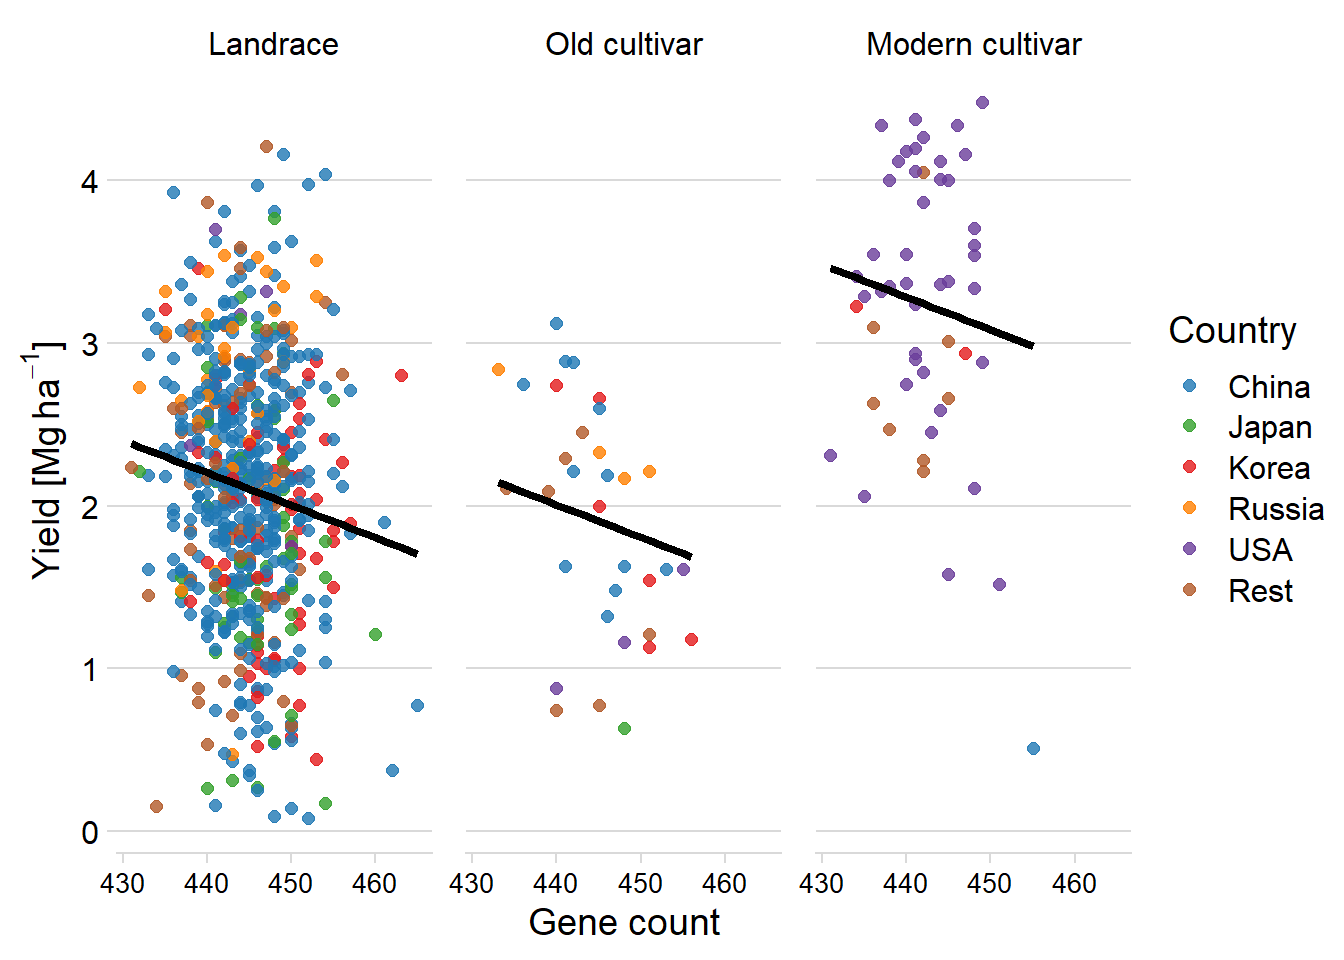 Landrace Old cultivar Modern cultivar
Yield [Mg ha⁻¹]
4
3
2
1
0
430 440 450 460 430 440 450 460 430 440 450 460
Gene count
Country
China
Japan
Korea
Russia
USA
Rest